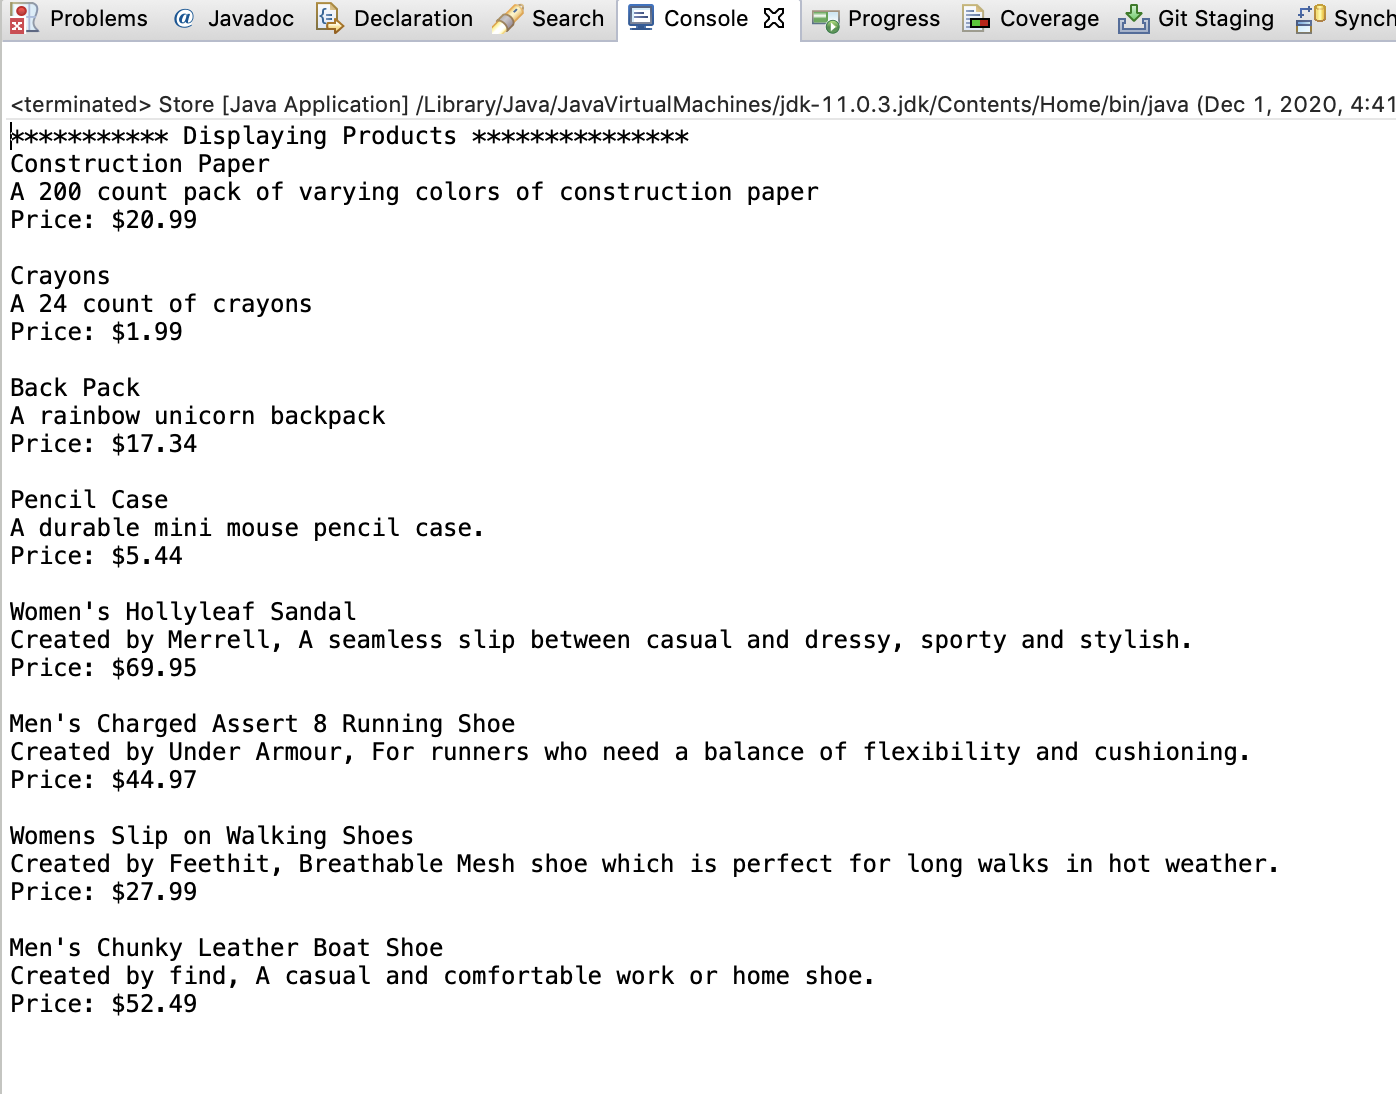 Problems @ Javadoc Declaration Search Console Progress Coverage Git Staging Synch
<terminated> Store [Java Application] /Library/Java/JavaVirtualMachines/jdk-11.0.3.jdk/Contents/Home/bin/java (Dec 1, 2020, 4:41
*********** Displaying Products ***************
Construction Paper
A 200 count pack of varying colors of construction paper
Price: $20.99
Crayons
A 24 count of crayons
Price: $1.99
Back Pack
A rainbow unicorn backpack
Price: $17.34
Pencil Case
A durable mini mouse pencil case.
Price: $5.44
Women's Hollyleaf Sandal
Created by Merrell, A seamless slip between casual and dressy, sporty and stylish.
Price: $69.95
Men's Charged Assert 8 Running Shoe
Created by Under Armour, For runners who need a balance of flexibility and cushioning.
Price: $44.97
Womens Slip on Walking Shoes
Created by Feethit, Breathable Mesh shoe which is perfect for long walks in hot weather.
Price: $27.99
Men's Chunky Leather Boat Shoe
Created by find, A casual and comfortable work or home shoe.
Price: $52.49